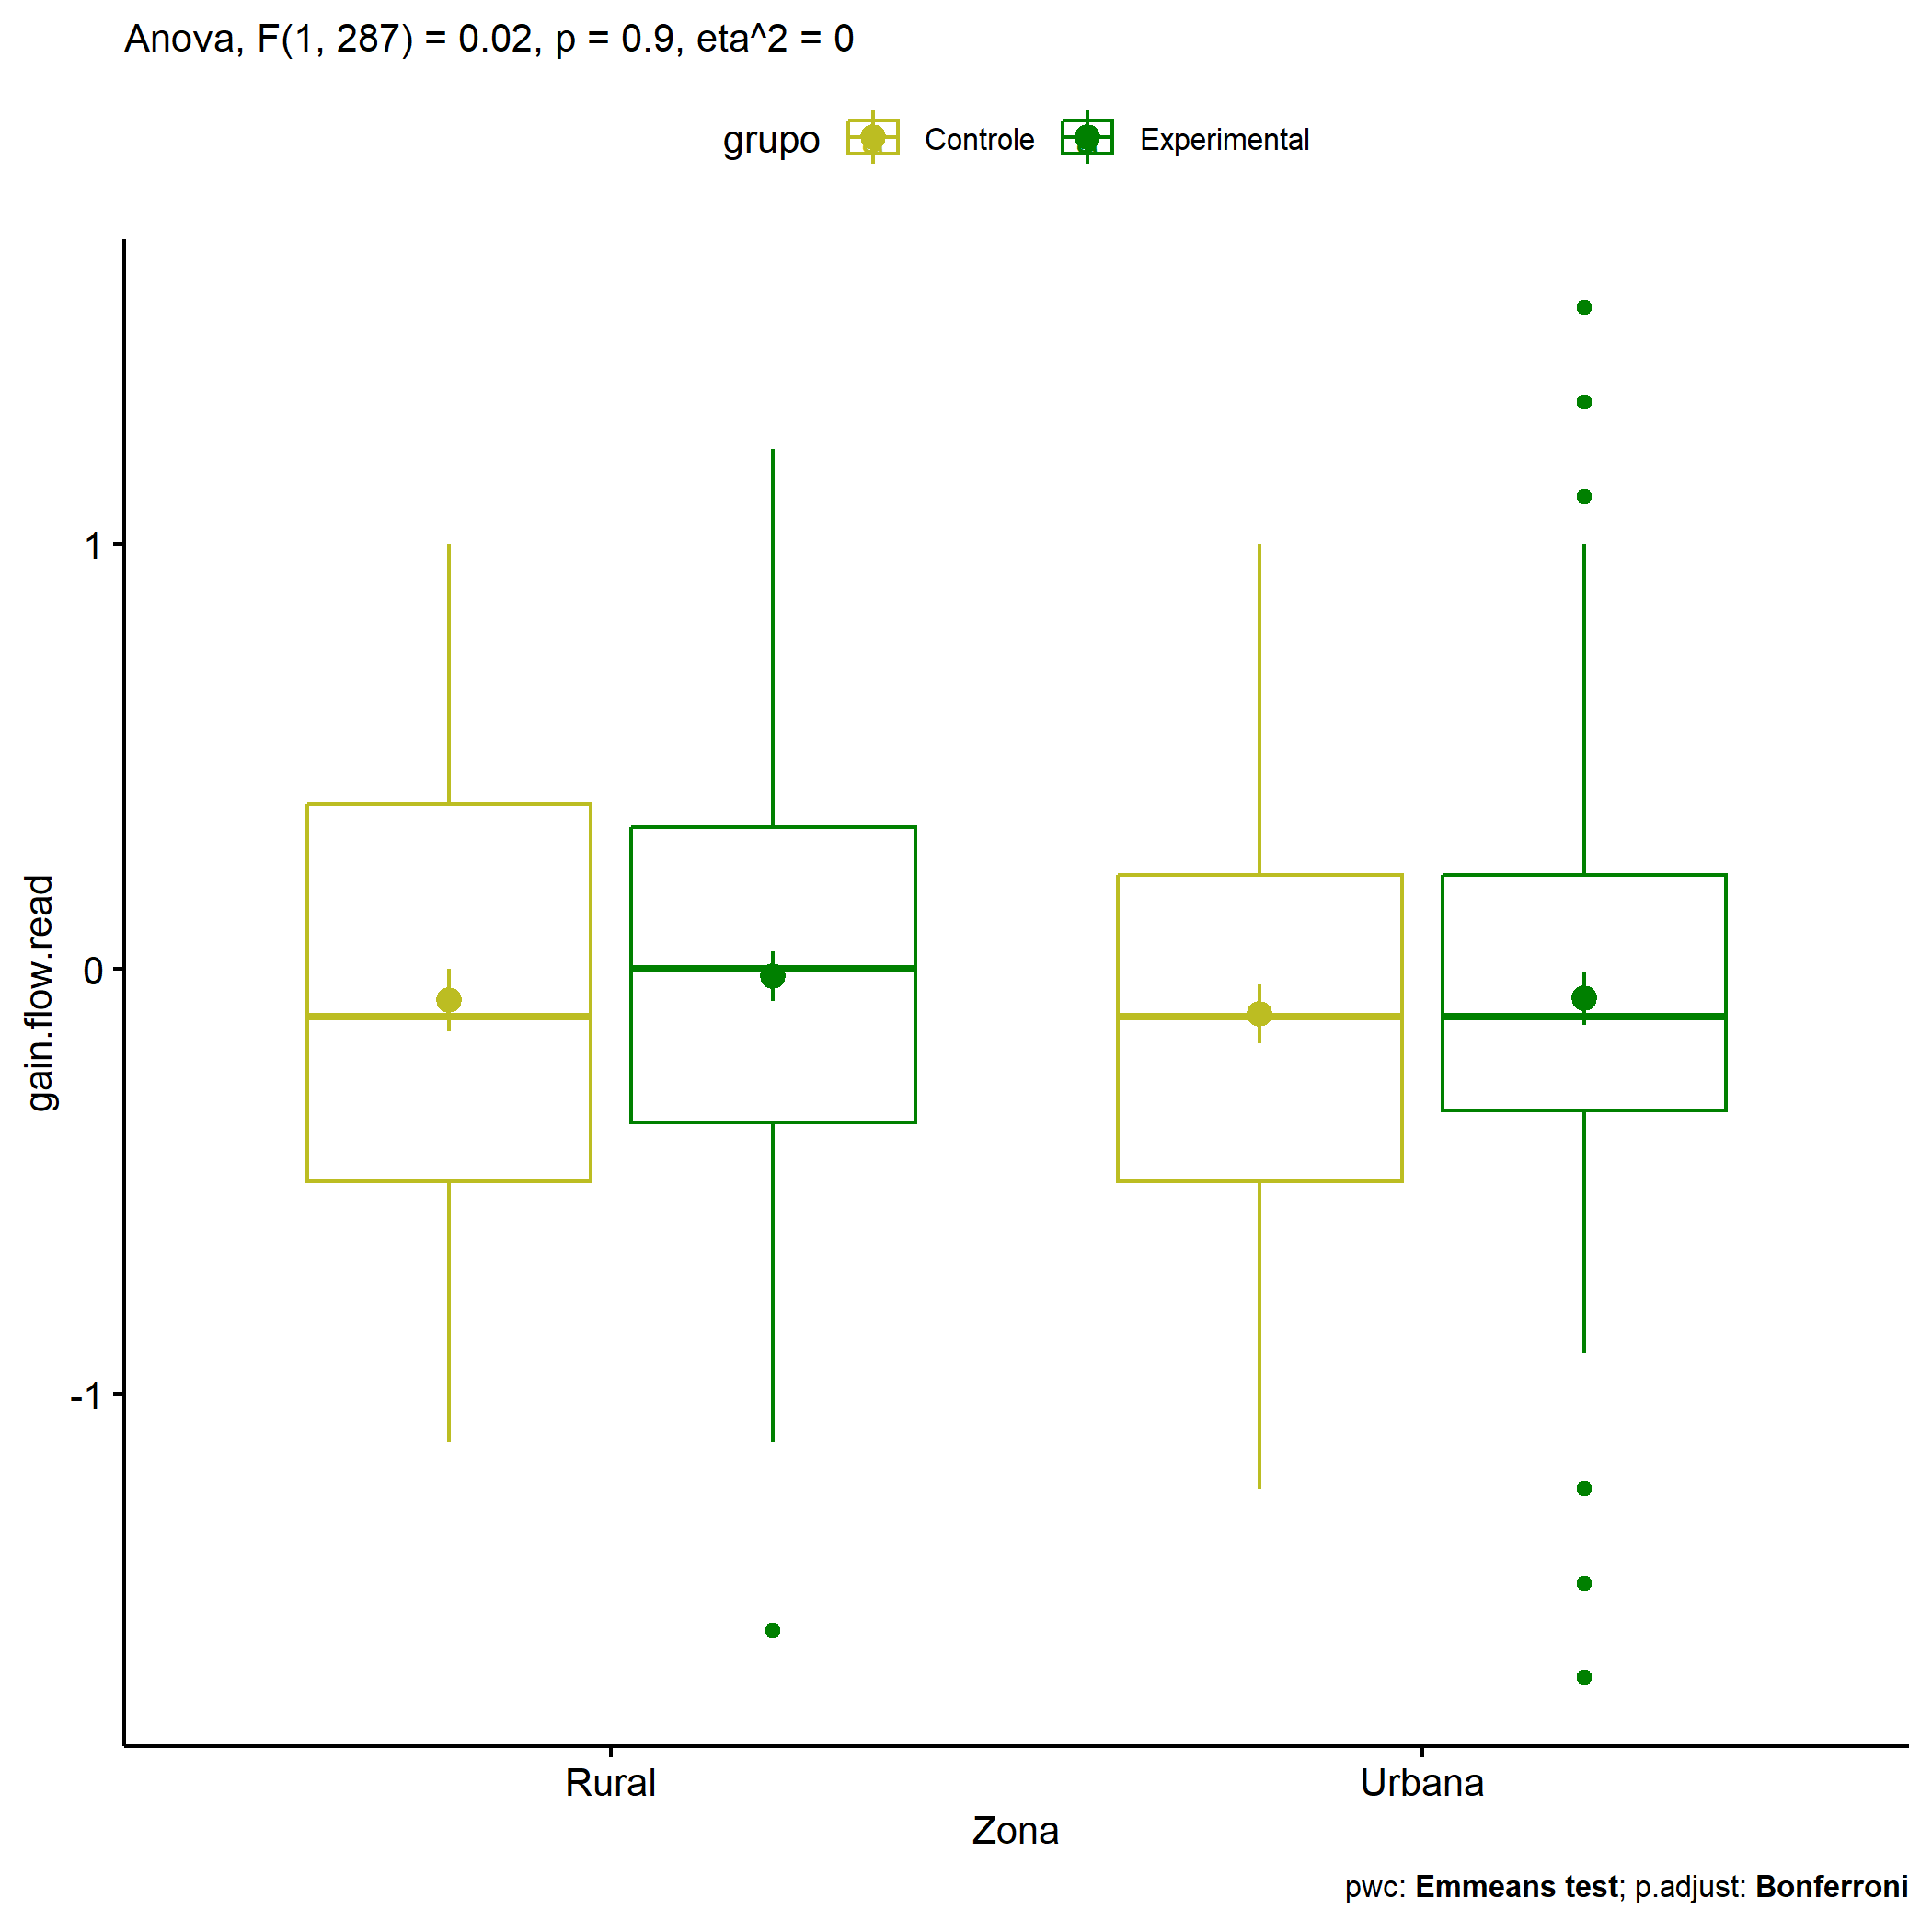 Anova, F(1, 287) = 0.02, p = 0.9, eta^2 = 0
grupo Controle Experimental
gain.flow.read
1
0
-1
Rural Urbana
Zona
pwc: Emmeans test; p.adjust: Bonferroni